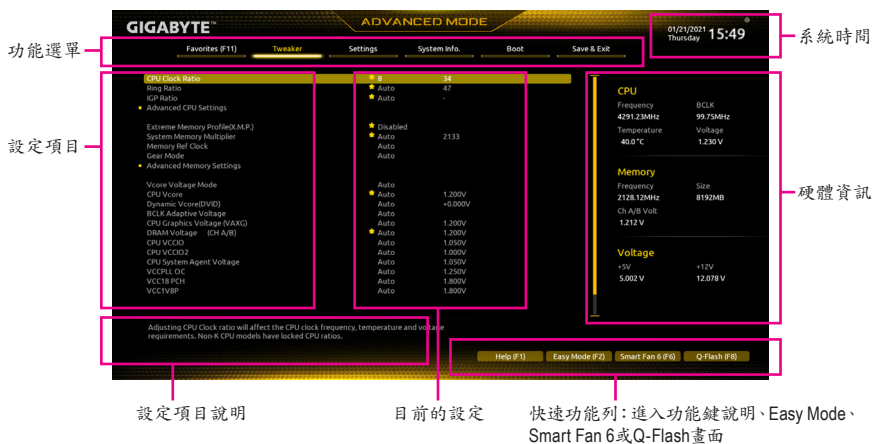 GIGABYTE™
ADVANCED MODE
01/21/2021
Thursday
15:49
®
系統時間
功能選單
Favorites (F11) Tweaker Settings System Info. Boot Save & Exit
設定項目
CPU Clock Ratio 8 34
Ring Ratio Auto 47
IGP Ratio Auto -
Advanced CPU Settings
Extreme Memory Profile(X.M.P.) Disabled
System Memory Multiplier Auto 2133
Memory Ref Clock Auto
Gear Mode Auto
Advanced Memory Settings
Vcore Voltage Mode Auto
CPU Vcore Auto 1.200V
Dynamic Vcore(DVID) Auto +0.000V
BCLK Adaptive Voltage Auto
CPU Graphics Voltage (VAXG) Auto 1.200V
DRAM Voltage (CH A/B) Auto 1.200V
CPU VCCIO Auto 1.050V
CPU VCCIO2 Auto 1.000V
CPU System Agent Voltage Auto 1.050V
VCCPLL OC Auto 1.250V
VCC18 PCH Auto 1.800V
VCC1V8P Auto 1.800V
CPU
Frequency BCLK
4291.23MHz 99.75MHz
Temperature Voltage
40.0 °C 1.230 V
Memory
Frequency Size
2128.12MHz 8192MB
Ch A/B Volt
1.212 V
Voltage
+5V +12V
5.002 V 12.078 V
硬體資訊
Adjusting CPU Clock ratio will affect the CPU clock frequency, temperature and voltage
requirements. Non-K CPU models have locked CPU ratios.
Help (F1) Easy Mode (F2) Smart Fan 6 (F6) Q-Flash (F8)
設定項目說明
目前的設定
快速功能列：進入功能鍵說明、Easy Mode、
Smart Fan 6或Q-Flash畫面